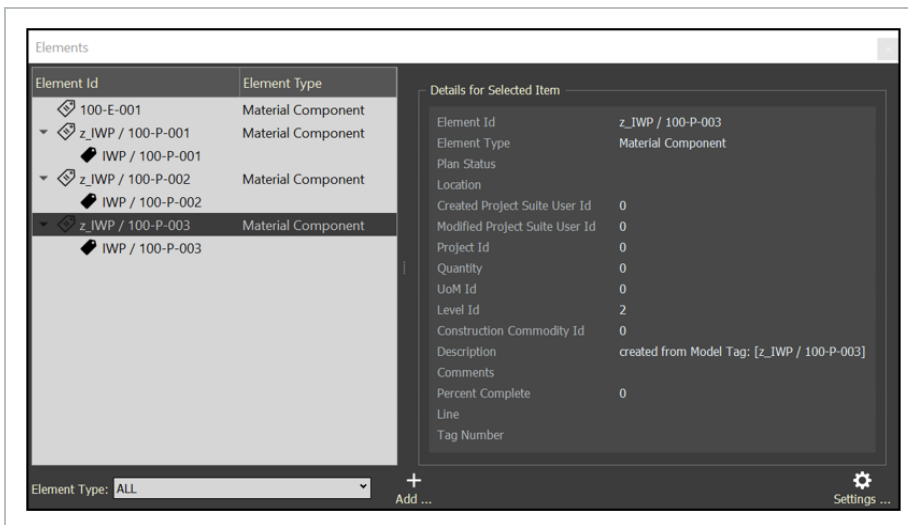 Elements
Element Id Element Type
100-E-001 Material Component
z_IWP / 100-P-001 Material Component
IWP / 100-P-001
z_IWP / 100-P-002 Material Component
IWP / 100-P-002
z_IWP / 100-P-003 Material Component
IWP / 100-P-003
Element Type: ALL
Details for Selected Item
Element Id z_IWP / 100-P-003
Element Type Material Component
Plan Status
Location
Created Project Suite User Id 0
Modified Project Suite User Id 0
Project Id 0
Quantity 0
UoM Id 0
Level Id 2
Construction Commodity Id 0
Description created from Model Tag: [z_IWP / 100-P-003]
Comments
Percent Complete 0
Line
Tag Number
Add ...
Settings ...